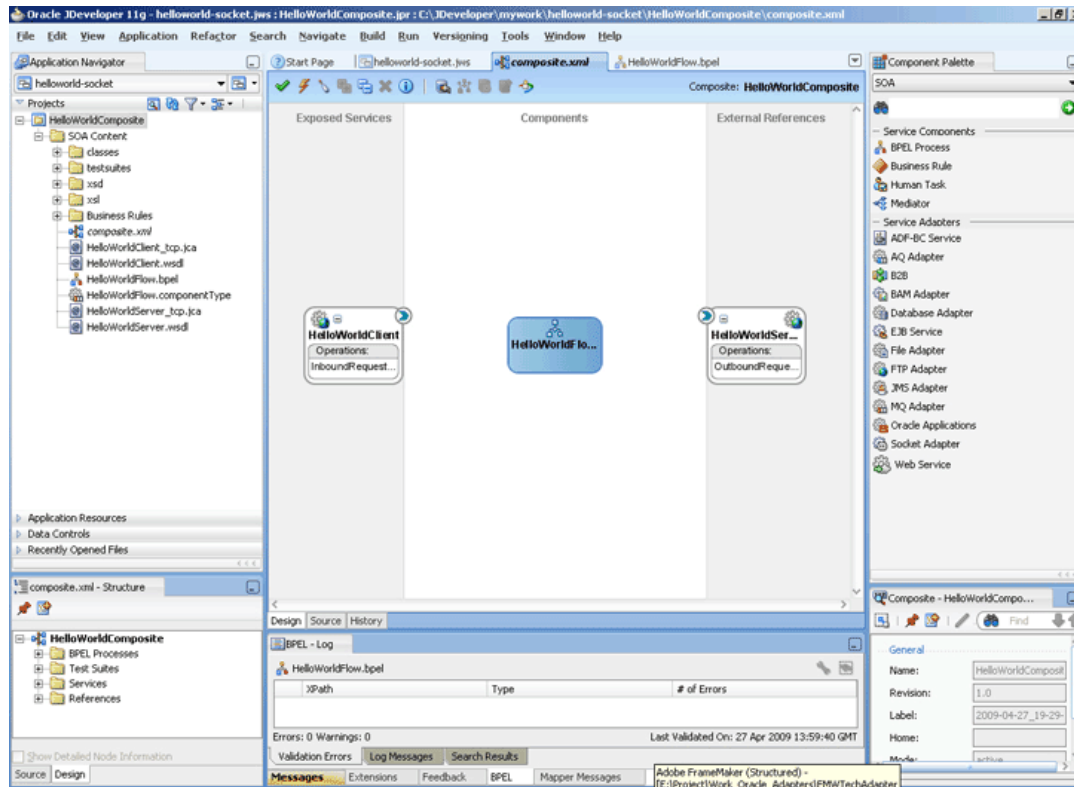 Oracle JDeveloper 11g - helloworld-socket.jws : HelloWorldComposite.jpr : C:\JDeveloper\mywork\helloworld-socket\HelloWorldComposite\composite.xml
File Edit View Application Refactor Search Navigate Build Run Versioning Tools Window Help
Application Navigator
helloworld-socket
Projects
HelloWorldComposite
SOA Content
classes
testsuites
xsd
xsl
Business Rules
composite.xml
HelloWorldClient_tcp.jca
HelloWorldClient.wsdl
HelloWorldFlow.bpel
HelloWorldFlow.componentType
HelloWorldServer_tcp.jca
HelloWorldServer.wsdl
Application Resources
Data Controls
Recently Opened Files
composite.xml - Structure
HelloWorldComposite
BPEL Processes
Test Suites
Services
References
Show Detailed Node Information
Source Design
Start Page helloworld-socket.jws composite.xml HelloWorldFlow.bpel
Composite: HelloWorldComposite
Exposed Services Components External References
HelloWorldClient
Operations:
InboundRequest...
HelloWorldFlo...
HelloWorldSer...
Operations:
OutboundReque...
Design Source History
BPEL - Log
HelloWorldFlow.bpel
XPath Type # of Errors
Errors: 0 Warnings: 0 Last Validated On: 27 Apr 2009 13:59:40 GMT
Validation Errors Log Messages Search Results
Messages Extensions Feedback BPEL Mapper Messages
Adobe FrameMaker (Structured) -
[E:\Project\Work_Oracle_Adapters\FMWTechAdapter
Component Palette
SOA
Service Components
BPEL Process
Business Rule
Human Task
Mediator
Service Adapters
ADF-BC Service
AQ Adapter
B2B
BAM Adapter
Database Adapter
EJB Service
File Adapter
FTP Adapter
JMS Adapter
MQ Adapter
Oracle Applications
Socket Adapter
Web Service
Composite - HelloWorldCompo...
Find
General
Name: HelloWorldComposit
Revision: 1.0
Label: 2009-04-27_19-29-
Home:
Mode: active